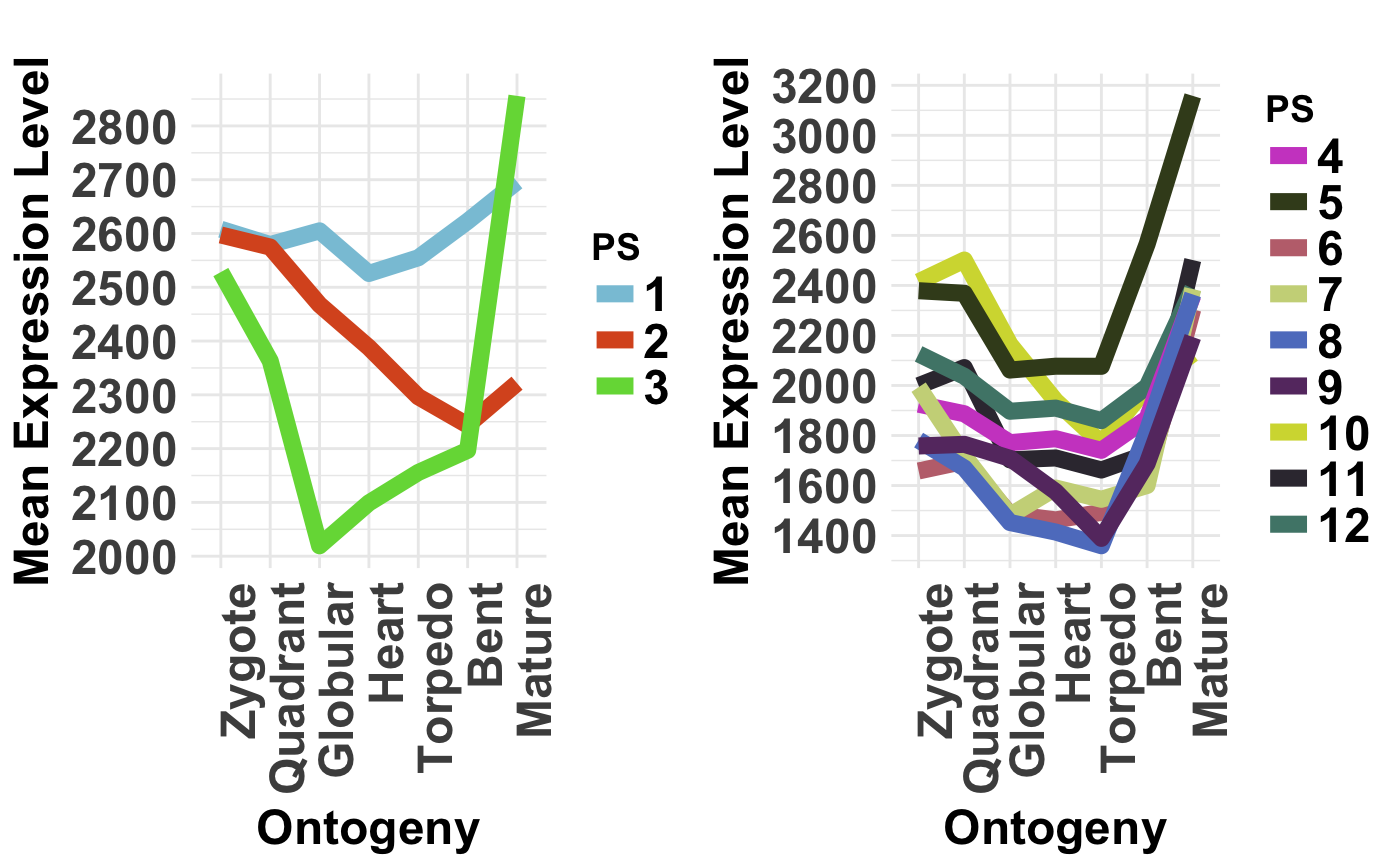 Mean Expression Level
2800
2700
2600
2500
2400
2300
2200
2100
2000
Zygote
Quadrant
Globular
Heart
Torpedo
Bent
Mature
Ontogeny
PS
1
2
3
Mean Expression Level
3200
3000
2800
2600
2400
2200
2000
1800
1600
1400
Zygote
Quadrant
Globular
Heart
Torpedo
Bent
Mature
Ontogeny
PS
4
5
6
7
8
9
10
11
12